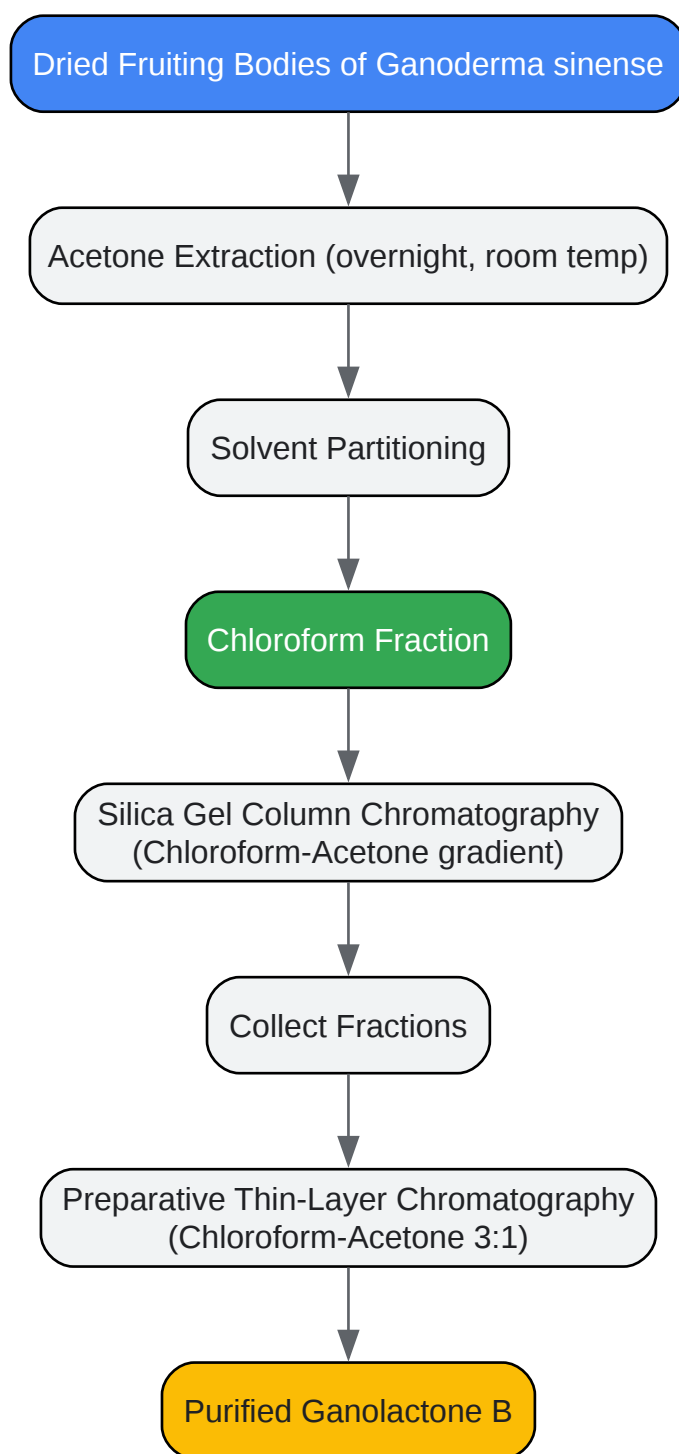 Dried Fruiting Bodies of Ganoderma sinense
Acetone Extraction (overnight, room temp)
Solvent Partitioning
Chloroform Fraction
Silica Gel Column Chromatography
(Chloroform-Acetone gradient)
Collect Fractions
Preparative Thin-Layer Chromatography
(Chloroform-Acetone 3:1)
Purified Ganolactone B